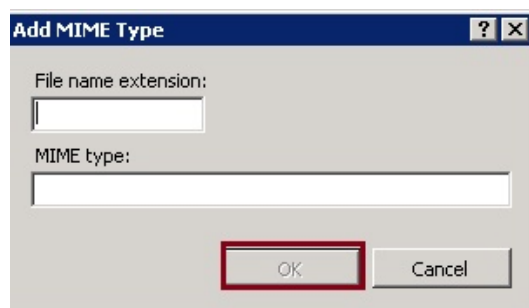 Add MIME Type
File name extension:
MIME type:
OK
Cancel